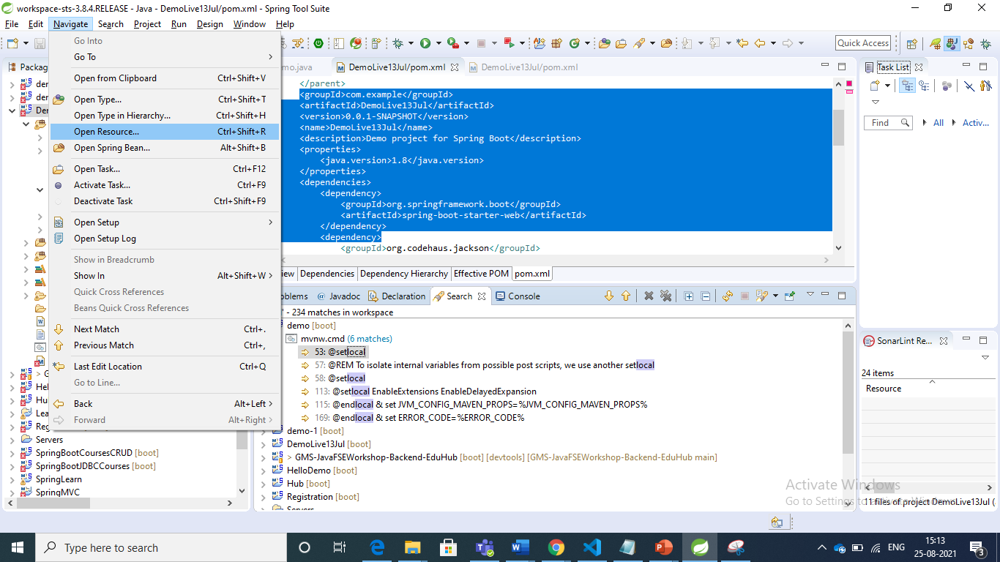 workspace-sts-3.8.4.RELEASE - Java - DemoLive13Jul/pom.xml - Spring Tool Suite
File Edit Navigate Search Project Run Design Window Help
Quick Access
Go Into
Go To
Open from Clipboard Ctrl+Shift+V
Open Type... Ctrl+Shift+T
Open Type in Hierarchy... Ctrl+Shift+H
Open Resource... Ctrl+Shift+R
Open Spring Bean... Alt+Shift+B
Open Task... Ctrl+F12
Activate Task... Ctrl+F9
Deactivate Task Ctrl+Shift+F9
Open Setup
Open Setup Log
Show in Breadcrumb
Show In Alt+Shift+W
Quick Cross References
Beans Quick Cross References
Next Match Ctrl+.
Previous Match Ctrl+,
Last Edit Location Ctrl+Q
Go to Line...
Back Alt+Left
Forward Alt+Right
Packag
Servers
SpringBootCoursesCRUD [boot]
SpringBootJDBCCourses [boot]
SpringLearn
SpringMVC
mo.java DemoLive13Jul/pom.xml DemoLive13Jul/pom.xml
</parent>
<groupId>com.example</groupId>
<artifactId>DemoLive13Jul</artifactId>
<version>0.0.1-SNAPSHOT</version>
<name>DemoLive13Jul</name>
<description>Demo project for Spring Boot</description>
<properties>
<java.version>1.8</java.version>
</properties>
<dependencies>
<dependency>
<groupId>org.springframework.boot</groupId>
<artifactId>spring-boot-starter-web</artifactId>
</dependency>
<dependency>
<groupId>org.codehaus.jackson</groupId>
iew Dependencies Dependency Hierarchy Effective POM pom.xml
oblems @ Javadoc Declaration Search Console
' - 234 matches in workspace
demo [boot]
mvnw.cmd (6 matches)
53: @setlocal
57: @REM To isolate internal variables from possible post scripts, we use another setlocal
58: @setlocal
113: @setlocal EnableExtensions EnableDelayedExpansion
115: @endlocal & set JVM_CONFIG_MAVEN_PROPS=%JVM_CONFIG_MAVEN_PROPS%
169: @endlocal & set ERROR_CODE=%ERROR_CODE%
demo-1 [boot]
DemoLive13Jul [boot]
> GMS-JavaFSEWorkshop-Backend-EduHub [boot] [devtools] [GMS-JavaFSEWorkshop-Backend-EduHub main]
HelloDemo [boot]
Hub [boot]
Registration [boot]
Servers
Task List
Find All Activ...
SonarLint Re...
24 items
Resource
Activate Windows
Go to Settings to activate Windows.
11 files of project DemoLive13Jul (
Type here to search
ENG
15:13
25-08-2021
3